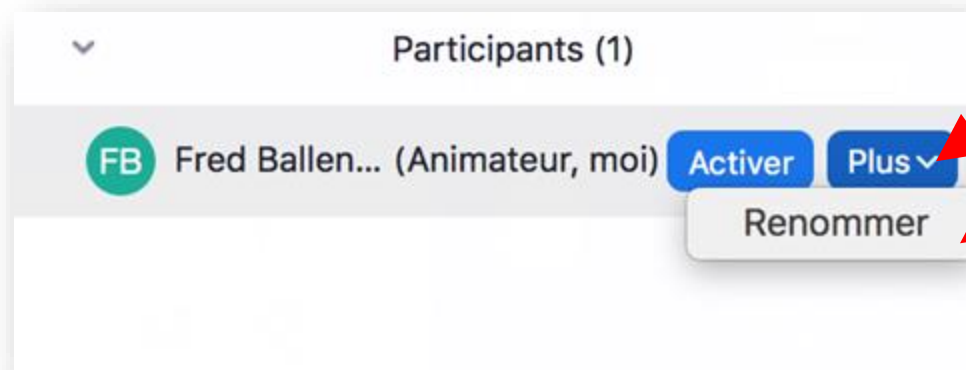 Participants (1)
FB Fred Ballen... (Animateur, moi) Activer Plus
Renommer